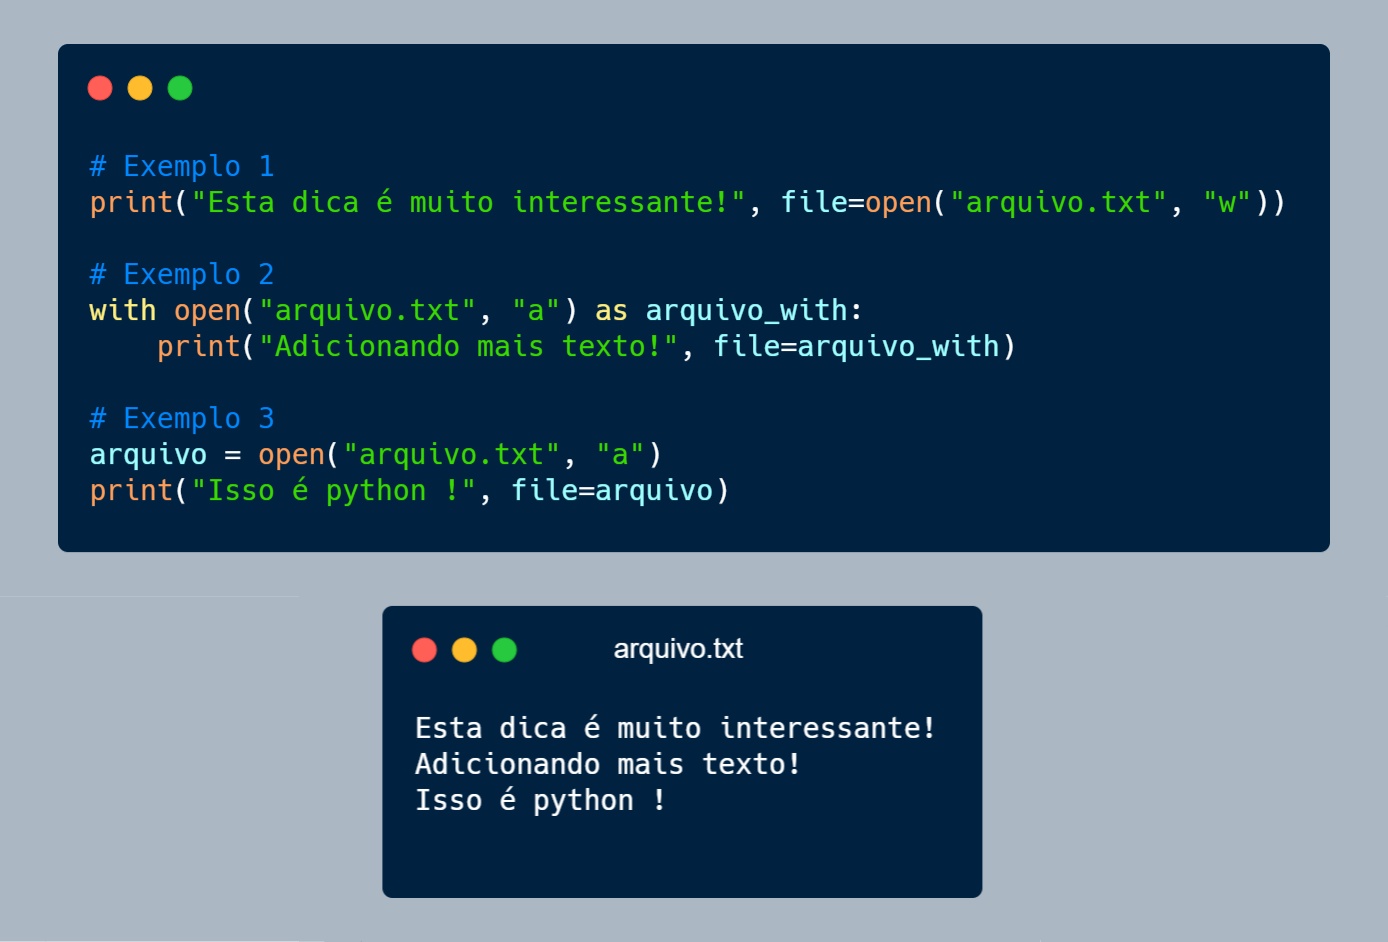 # Exemplo 1
print("Esta dica é muito interessante!", file=open("arquivo.txt", "w"))
# Exemplo 2
with open("arquivo.txt", "a") as arquivo_with:
    print("Adicionando mais texto!", file=arquivo_with)
# Exemplo 3
arquivo = open("arquivo.txt", "a")
print("Isso é python !", file=arquivo)
arquivo.txt
Esta dica é muito interessante!
Adicionando mais texto!
Isso é python !